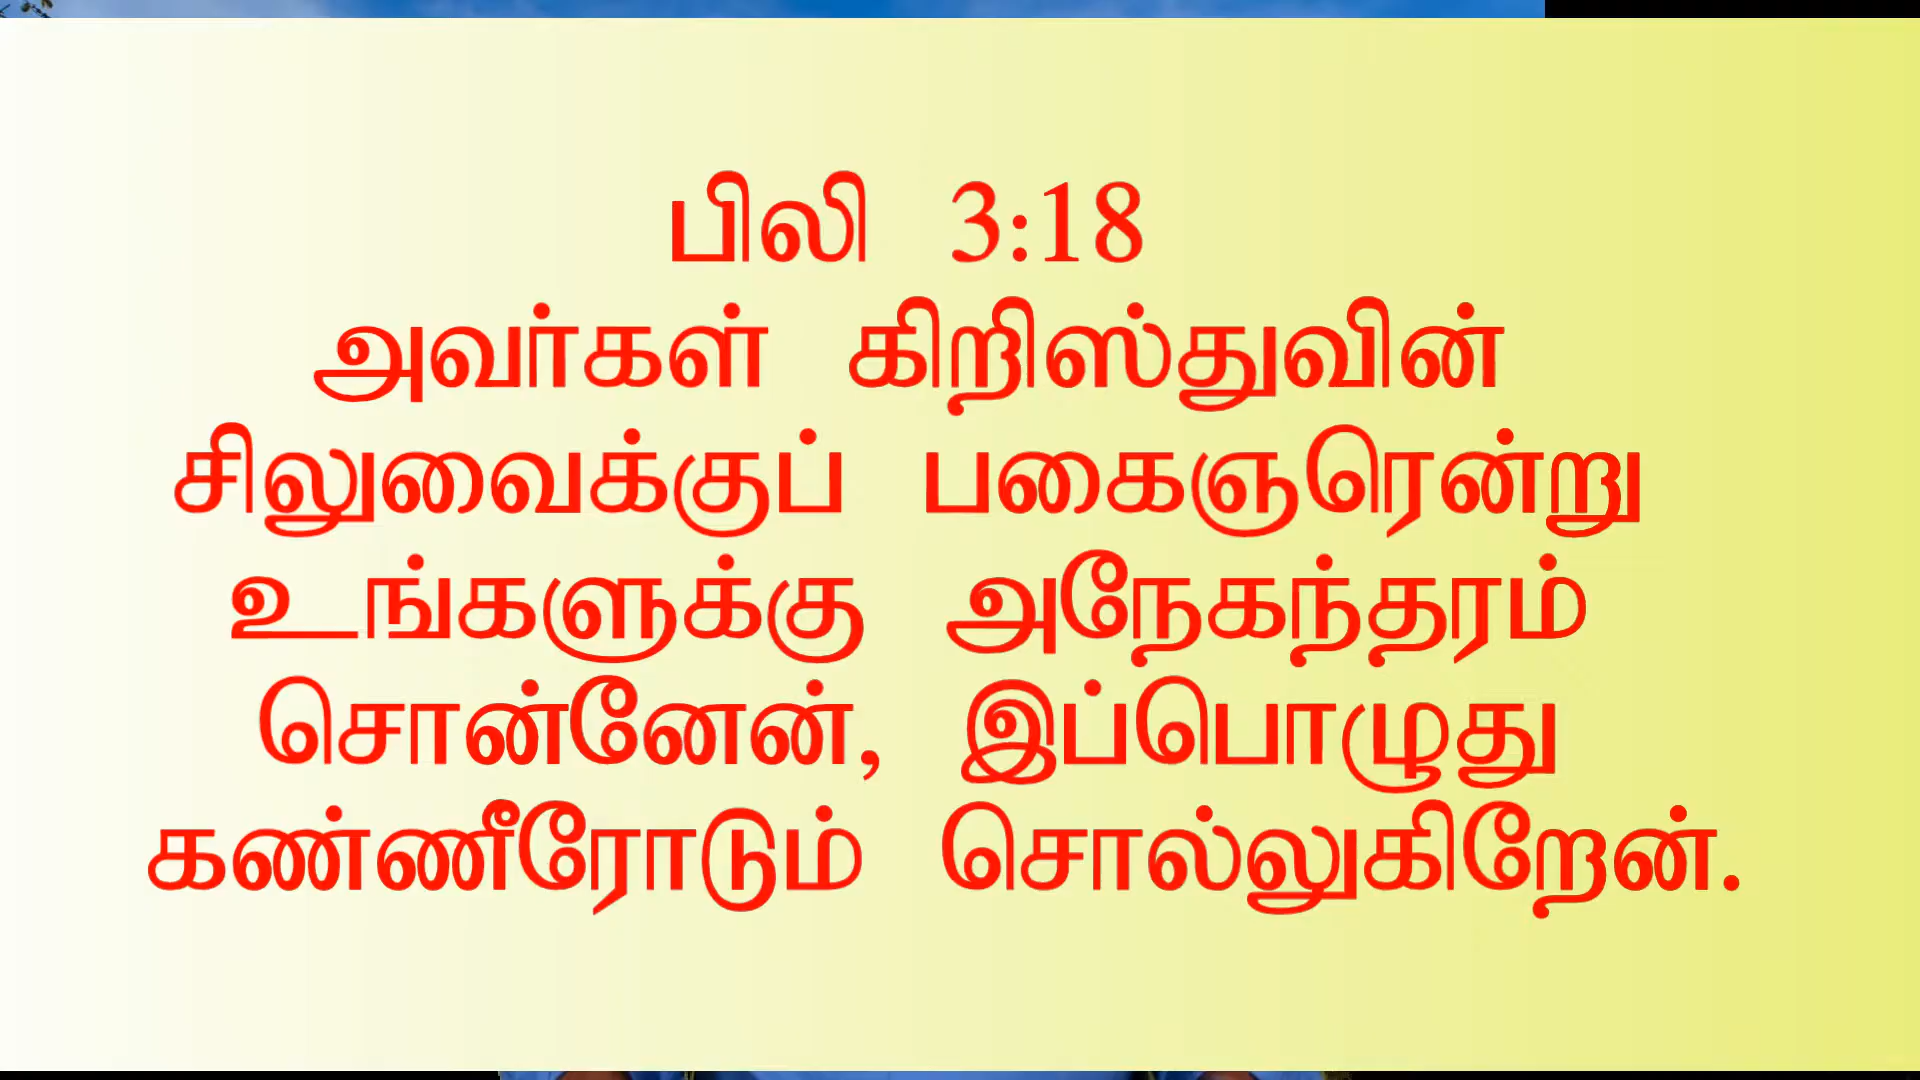 பிலி 3:18
அவர்கள் கிறிஸ்துவின்
சிலுவைக்குப் பகைஞரென்று
உங்களுக்கு அநேகந்தரம்
சொன்னேன், இப்பொழுது
கண்ணீரோடும் சொல்லுகிறேன்.